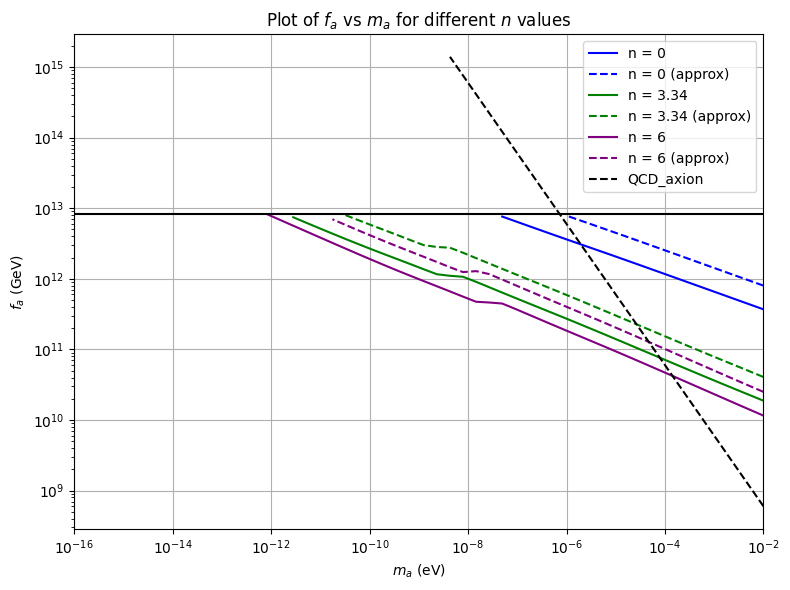 Plot of $f_a$ vs $m_a$ for different $n$ values
$f_a$ (GeV)
$10^{15}$
$10^{14}$
$10^{13}$
$10^{12}$
$10^{11}$
$10^{10}$
$10^{9}$
n = 0
n = 0 (approx)
n = 3.34
n = 3.34 (approx)
n = 6
n = 6 (approx)
QCD_axion
$10^{-16}$ $10^{-14}$ $10^{-12}$ $10^{-10}$ $10^{-8}$ $10^{-6}$ $10^{-4}$ $10^{-2}$
$m_a$ (eV)